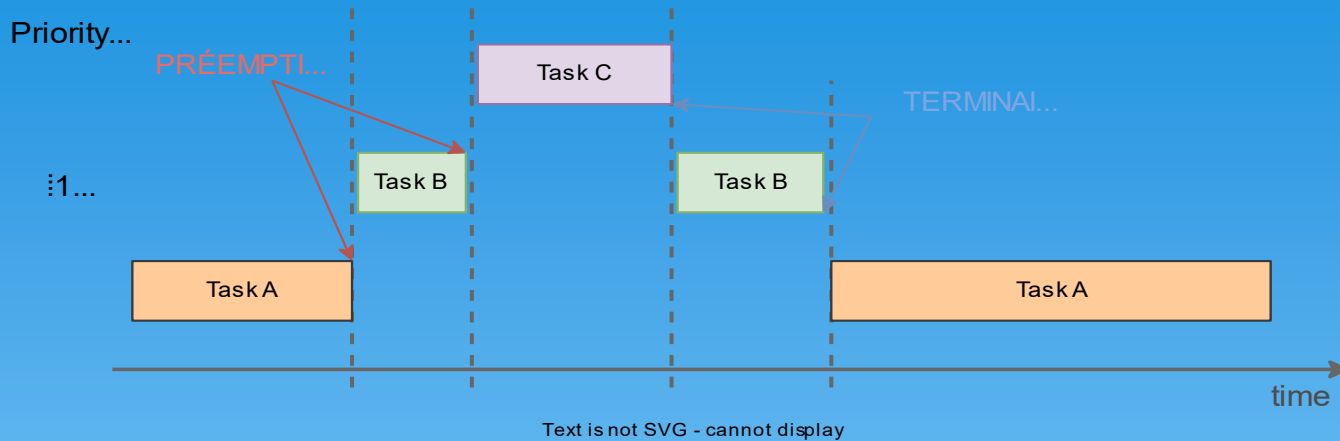 Priority...
PRÉEMPTI...
Task C
TERMINAI...
⁞1...
Task B
Task B
Task A
Task A
time
Text is not SVG - cannot display